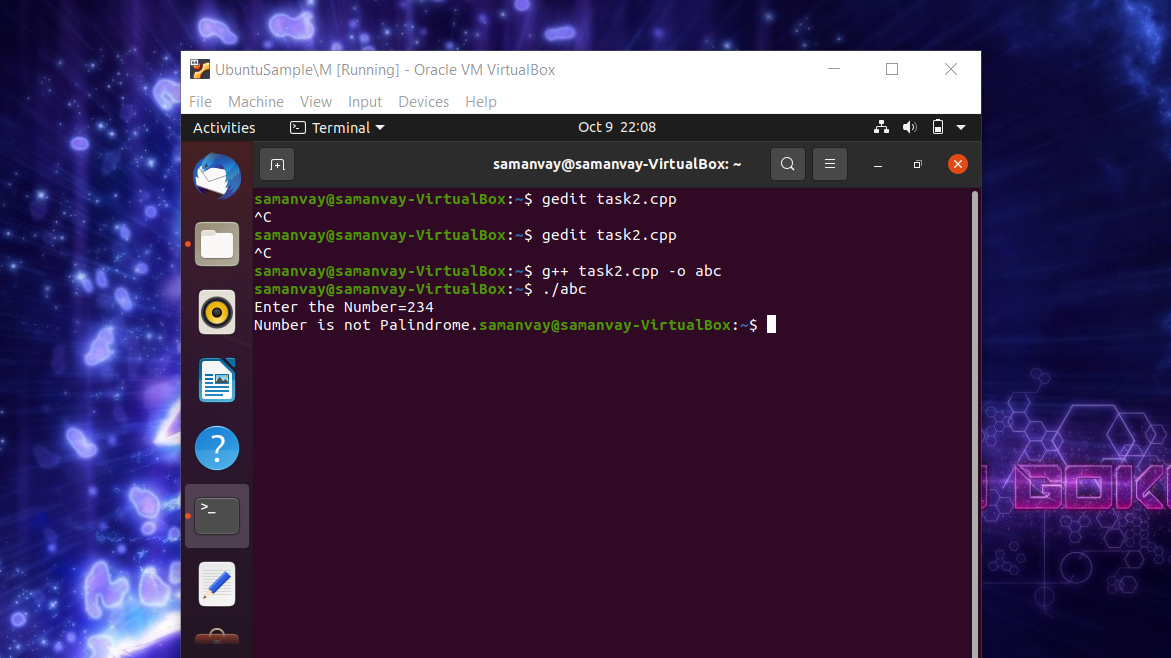 UbuntuSample\M [Running] - Oracle VM VirtualBox
File Machine View Input Devices Help
Activities Terminal Oct 9 22:08
samanvay@samanvay-VirtualBox: ~
samanvay@samanvay-VirtualBox:~$ gedit task2.cpp
^C
samanvay@samanvay-VirtualBox:~$ gedit task2.cpp
^C
samanvay@samanvay-VirtualBox:~$ g++ task2.cpp -o abc
samanvay@samanvay-VirtualBox:~$ ./abc
Enter the Number=234
Number is not Palindrome.samanvay@samanvay-VirtualBox:~$